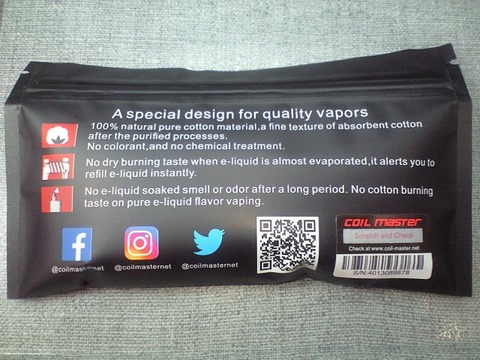 A special design for quality vapors
100% natural pure cotton material,a fine texture of absorbent cotton
after the purified processes.
No colorant,and no chemical treatment.
No dry burning taste when e-liquid is almost evaporated,it alerts you to
refill e-liquid instantly.
No e-liquid soaked smell or odor after a long period. No cotton burning
taste on pure e-liquid flavor vaping.
@coilmasternet @coilmasternet @coilmasternet
COIL MASTER
Scratch and Check
Check at www.coil-master.net
S/N:4013089878